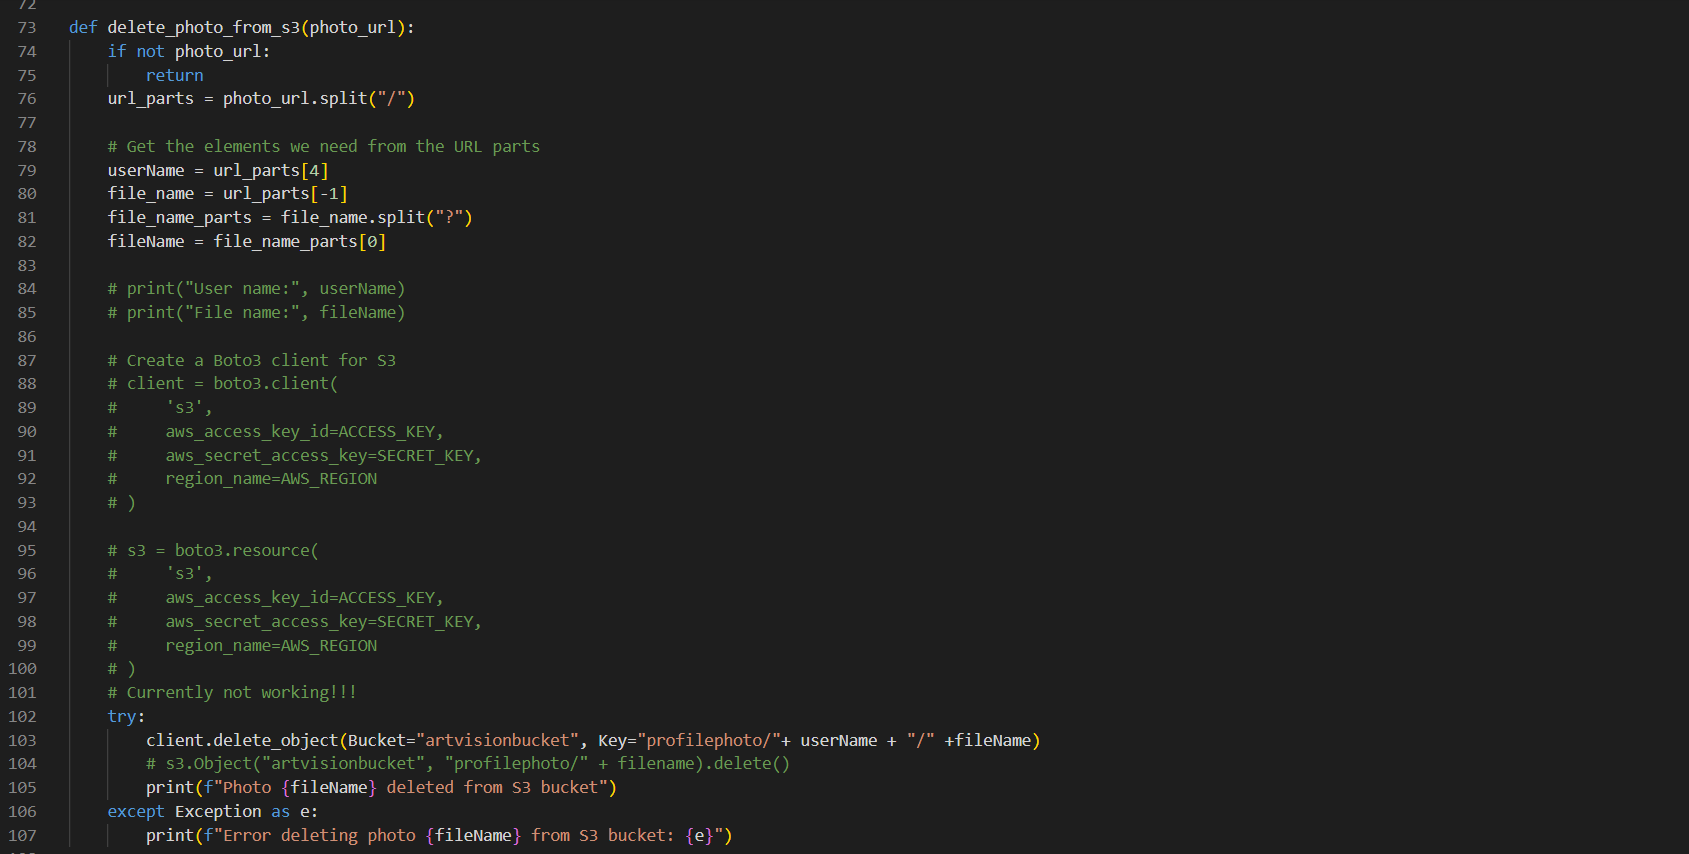 72
73 def delete_photo_from_s3(photo_url):
74     if not photo_url:
75         return
76     url_parts = photo_url.split("/")
77
78     # Get the elements we need from the URL parts
79     userName = url_parts[4]
80     file_name = url_parts[-1]
81     file_name_parts = file_name.split("?")
82     fileName = file_name_parts[0]
83
84     # print("User name:", userName)
85     # print("File name:", fileName)
86
87     # Create a Boto3 client for S3
88     # client = boto3.client(
89     #     's3',
90     #     aws_access_key_id=ACCESS_KEY,
91     #     aws_secret_access_key=SECRET_KEY,
92     #     region_name=AWS_REGION
93     # )
94
95     # s3 = boto3.resource(
96     #     's3',
97     #     aws_access_key_id=ACCESS_KEY,
98     #     aws_secret_access_key=SECRET_KEY,
99     #     region_name=AWS_REGION
100     # )
101     # Currently not working!!!
102     try:
103         client.delete_object(Bucket="artvisionbucket", Key="profilephoto/"+ userName + "/" +fileName)
104         # s3.Object("artvisionbucket", "profilephoto/" + filename).delete()
105         print(f"Photo {fileName} deleted from S3 bucket")
106     except Exception as e:
107         print(f"Error deleting photo {fileName} from S3 bucket: {e}")